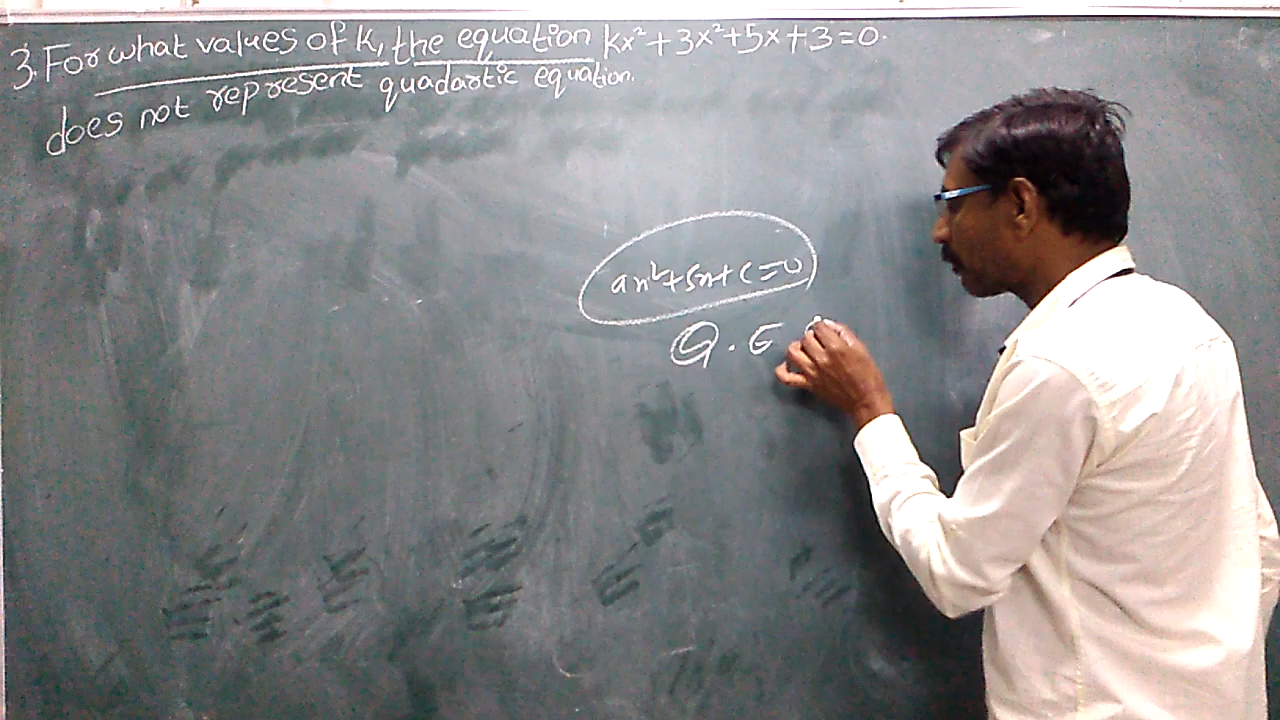 3. For what values of k, the equation kx²+3x²+5x+3=0.
does not represent quadartic equation.
ax²+bx+c=0
Q. E